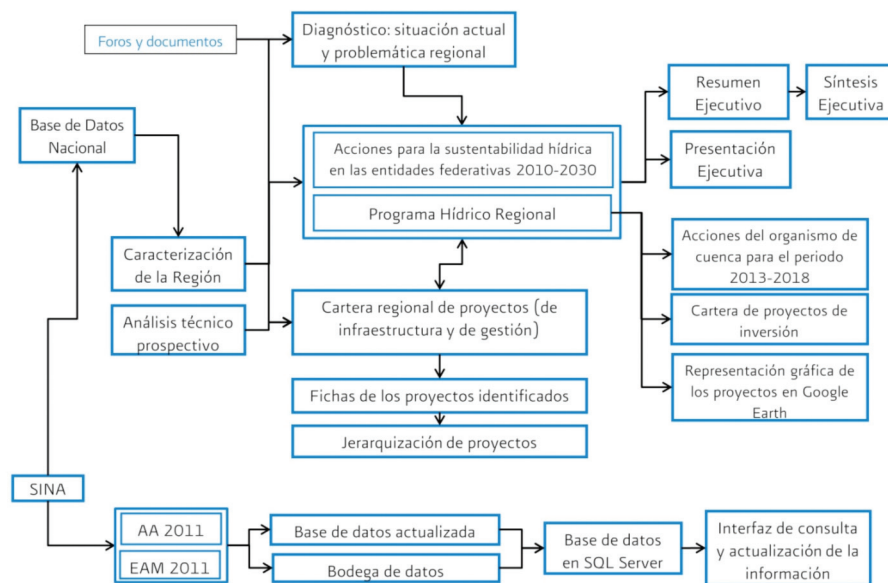 Foros y documentos
Diagnóstico: situación actual
y problemática regional
Base de Datos
Nacional
Resumen
Ejecutivo
Síntesis
Ejecutiva
Acciones para la sustentabilidad hídrica
en las entidades federativas 2010-2030
Presentación
Ejecutiva
Programa Hídrico Regional
Caracterización
de la Región
Acciones del organismo de
cuenca para el periodo
2013-2018
Análisis técnico
prospectivo
Cartera regional de proyectos (de
infraestructura y de gestión)
Cartera de proyectos de
inversión
Fichas de los proyectos identificados
Representación gráfica de
los proyectos en Google
Earth
Jerarquización de proyectos
SINA
AA 2011
EAM 2011
Base de datos actualizada
Bodega de datos
Base de datos
en SQL Server
Interfaz de consulta
y actualización de la
información